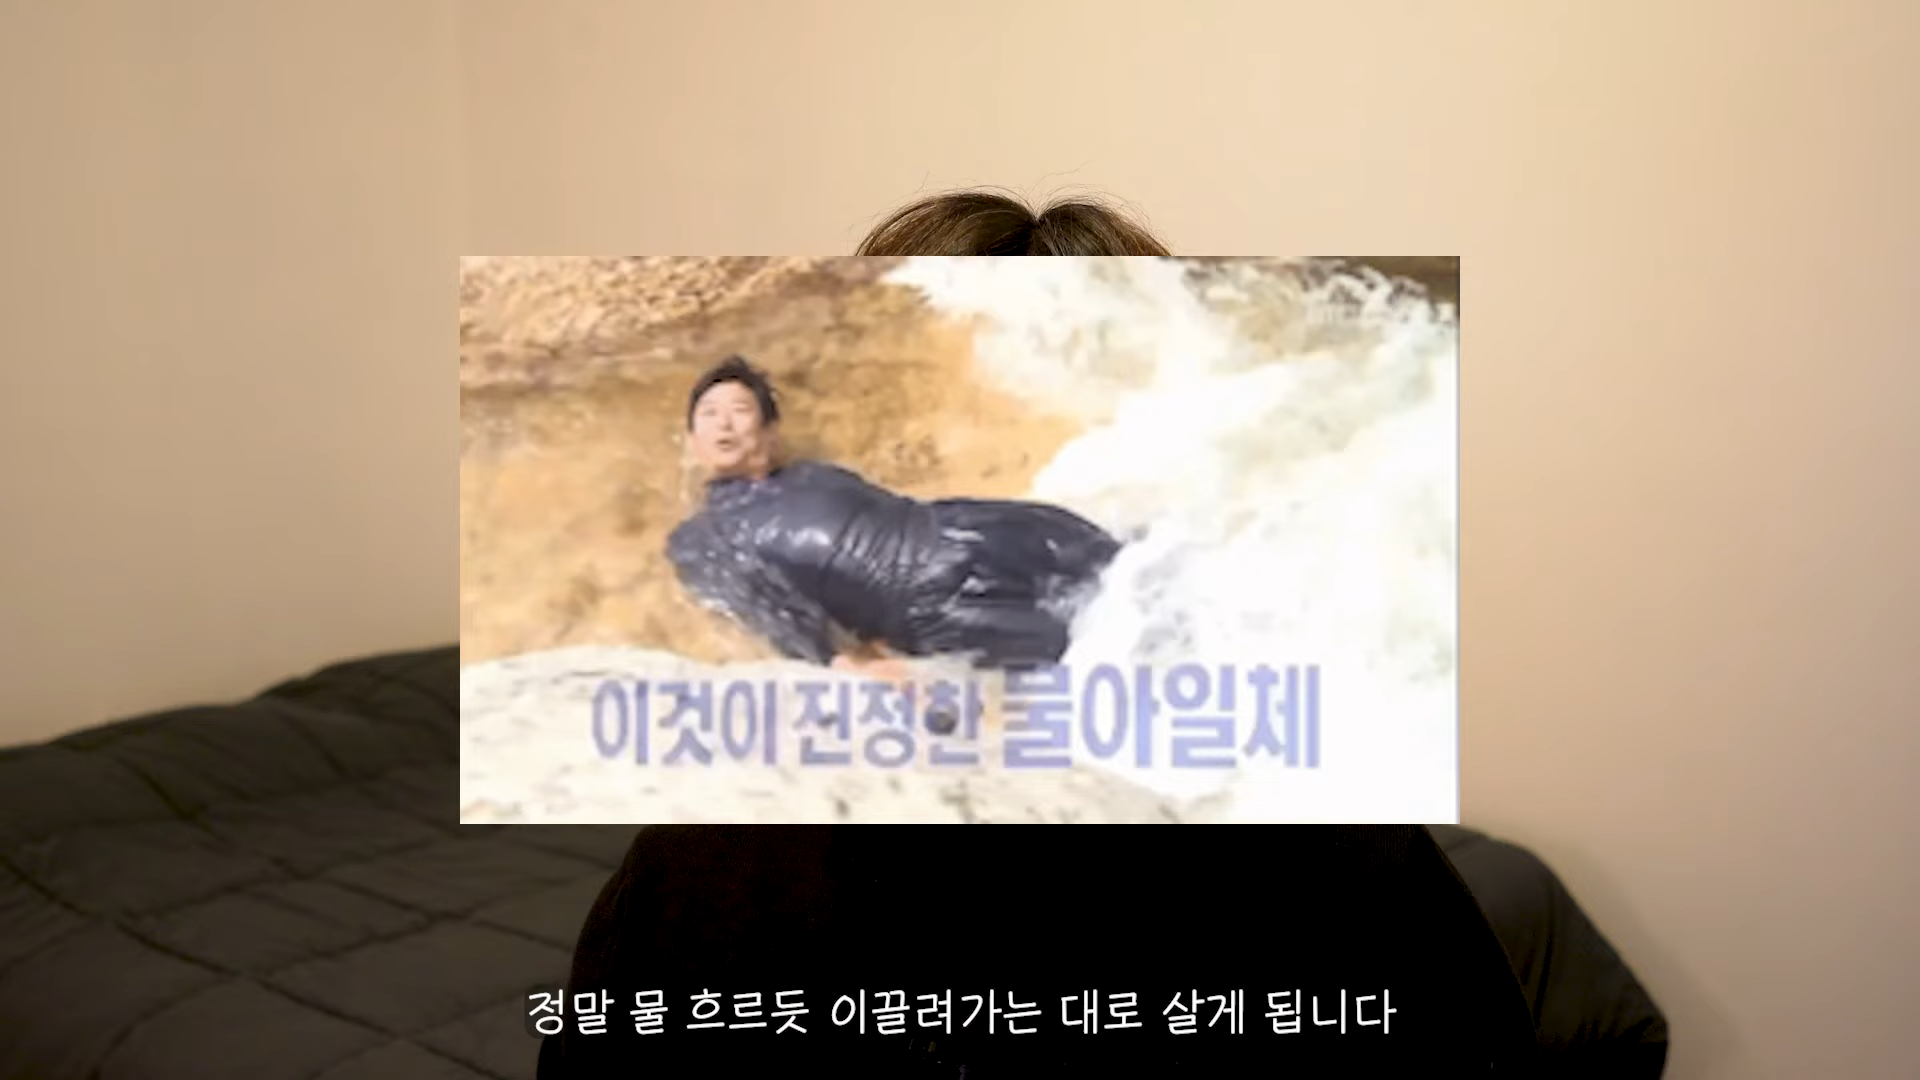 이것이 진정한 물아일체
정말 물 흐르듯 이끌려가는 대로 살게 됩니다